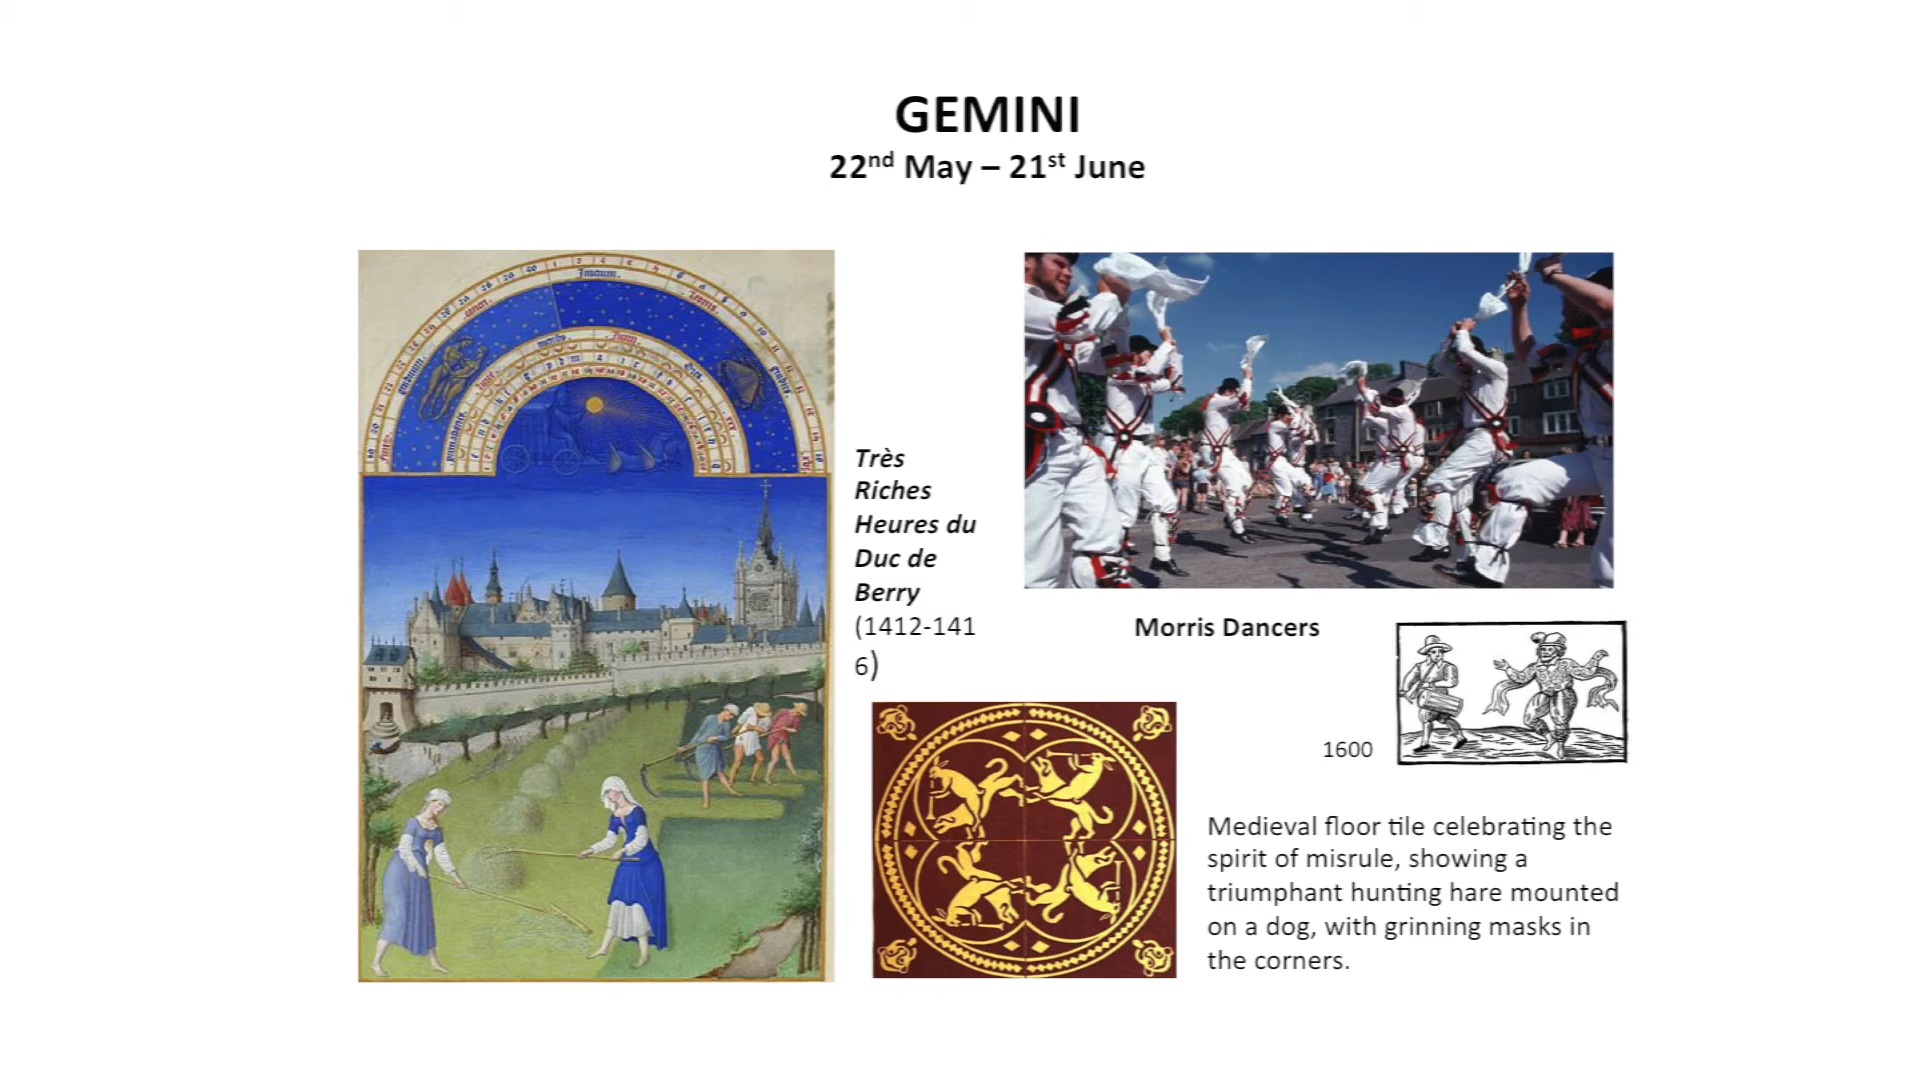 GEMINI
22nd May – 21st June
Très
Riches
Heures du
Duc de
Berry
(1412-141
6)
Morris Dancers
1600
Medieval floor tile celebrating the
spirit of misrule, showing a
triumphant hunting hare mounted
on a dog, with grinning masks in
the corners.